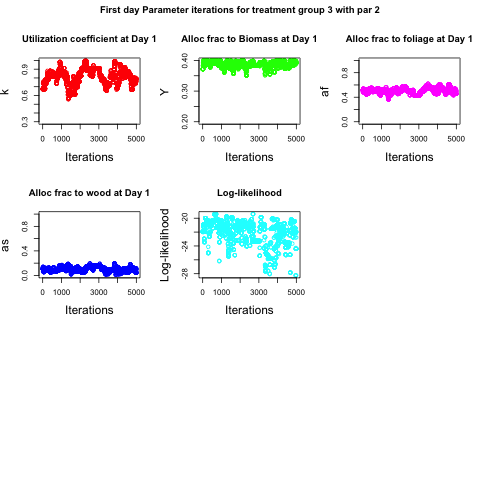 First day Parameter iterations for treatment group 3 with par 2
Utilization coefficient at Day 1
k
0.3 0.5 0.7 0.9
0 1000 3000 5000
Iterations
Alloc frac to Biomass at Day 1
Y
0.20 0.30 0.40
0 1000 3000 5000
Iterations
Alloc frac to foliage at Day 1
af
0.0 0.4 0.8
0 1000 3000 5000
Iterations
Alloc frac to wood at Day 1
as
0.0 0.4 0.8
0 1000 3000 5000
Iterations
Log-likelihood
Log-likelihood
-28 -24 -20
0 1000 3000 5000
Iterations